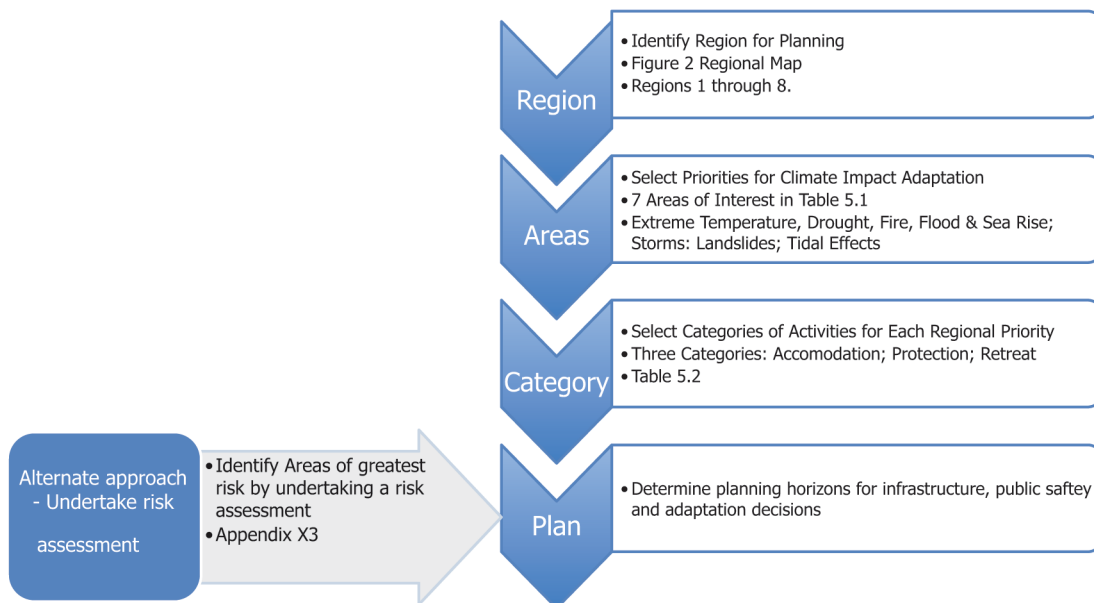 Region
• Identify Region for Planning
• Figure 2 Regional Map
• Regions 1 through 8.
Areas
• Select Priorities for Climate Impact Adaptation
• 7 Areas of Interest in Table 5.1
• Extreme Temperature, Drought, Fire, Flood & Sea Rise;
Storms: Landslides; Tidal Effects
Category
• Select Categories of Activities for Each Regional Priority
• Three Categories: Accomodation; Protection; Retreat
• Table 5.2
Alternate approach
- Undertake risk
assessment
• Identify Areas of greatest
risk by undertaking a risk
assessment
• Appendix X3
Plan
• Determine planning horizons for infrastructure, public saftey
and adaptation decisions